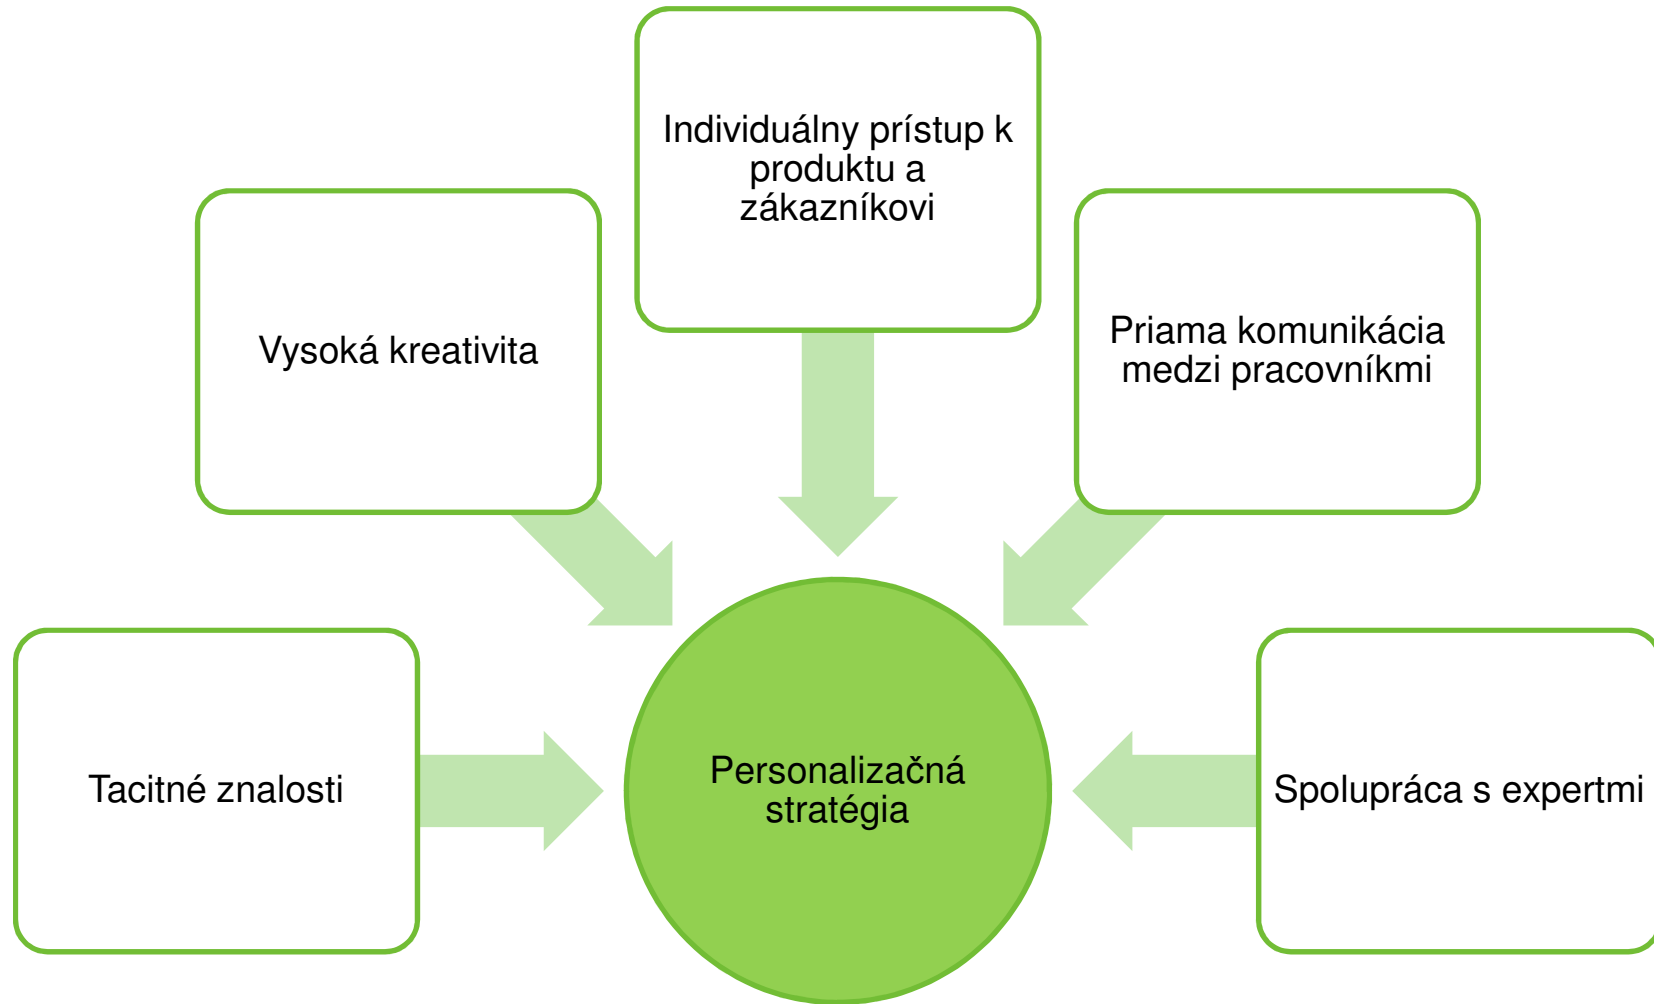 Individuálny prístup k
produktu a
zákazníkovi
Vysoká kreativita
Priama komunikácia
medzi pracovníkmi
Tacitné znalosti
Personalizačná
stratégia
Spolupráca s expertmi